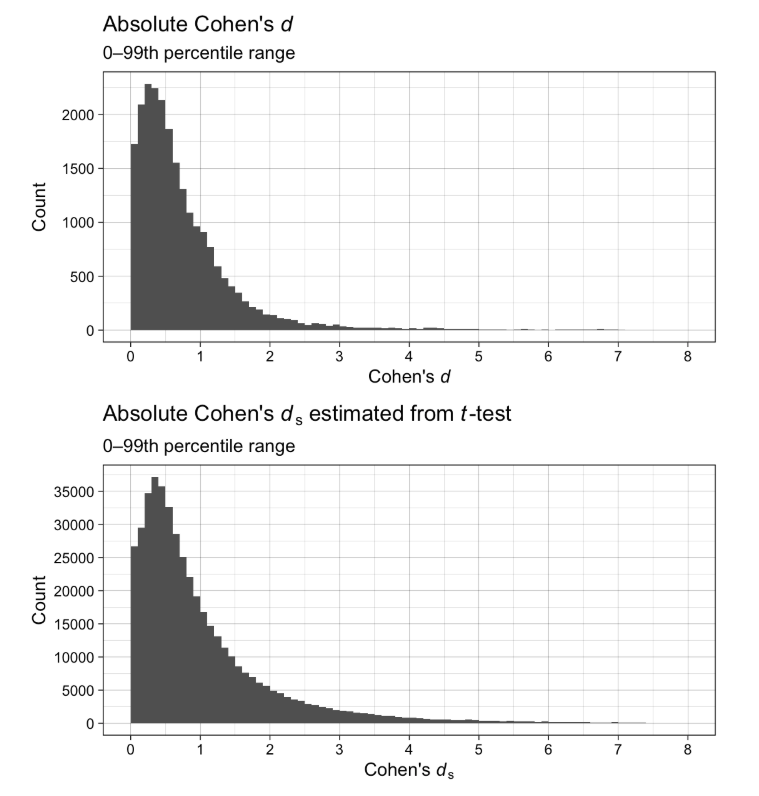 Absolute Cohen's d
0–99th percentile range
2000
1500
1000
500
0
Count
0 1 2 3 4 5 6 7 8
Cohen's d
Absolute Cohen's ds estimated from t-test
0–99th percentile range
35000
30000
25000
20000
15000
10000
5000
0
Count
0 1 2 3 4 5 6 7 8
Cohen's ds